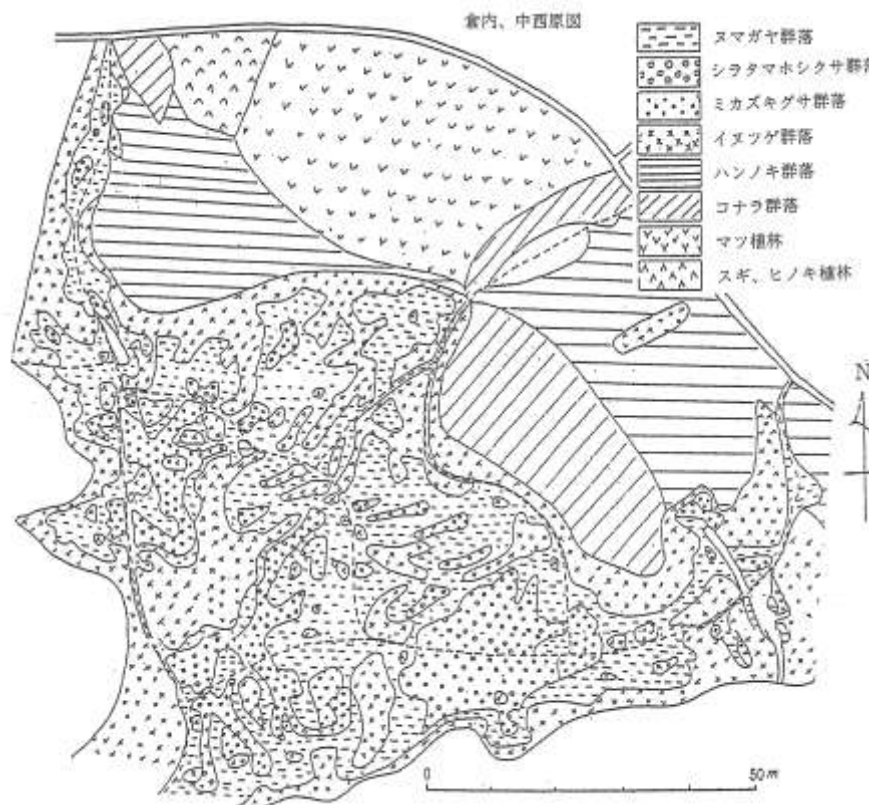 倉内、中西原図
ヌマガヤ群落
シラタマホシクサ群落
ミカズキグサ群落
イヌツゲ群落
ハンノキ群落
コナラ群落
マツ植林
スギ、ヒノキ植林
N
0 50m